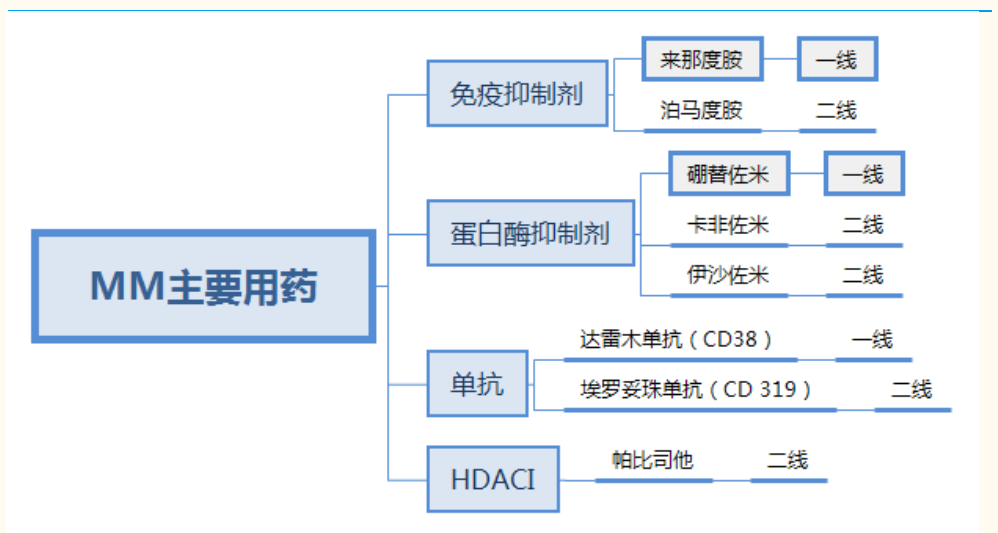 MM主要用药
免疫抑制剂
来那度胺 一线
泊马度胺 二线
蛋白酶抑制剂
硼替佐米 一线
卡非佐米 二线
伊沙佐米 二线
单抗
达雷木单抗（CD38） 一线
埃罗妥珠单抗（CD 319） 二线
HDACI
帕比司他 二线